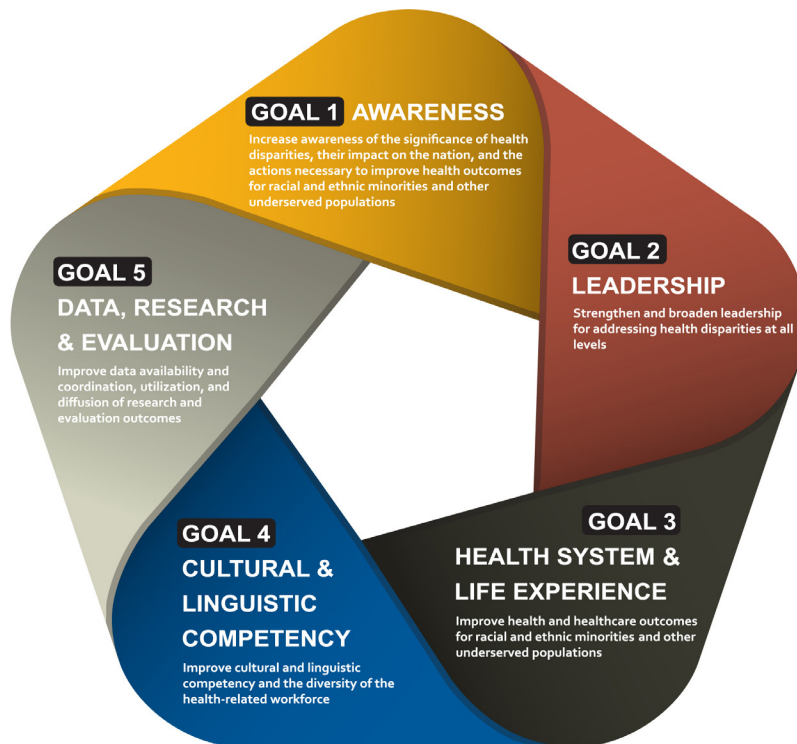 GOAL 1 AWARENESS
Increase awareness of the significance of health
disparities, their impact on the nation, and the
actions necessary to improve health outcomes
for racial and ethnic minorities and other
underserved populations
GOAL 2
LEADERSHIP
Strengthen and broaden leadership
for addressing health disparities at all
levels
GOAL 3
HEALTH SYSTEM &
LIFE EXPERIENCE
Improve health and healthcare outcomes
for racial and ethnic minorities and other
underserved populations
GOAL 4
CULTURAL &
LINGUISTIC
COMPETENCY
Improve cultural and linguistic
competency and the diversity of the
health-related workforce
GOAL 5
DATA, RESEARCH
& EVALUATION
Improve data availability and
coordination, utilization, and
diffusion of research and
evaluation outcomes